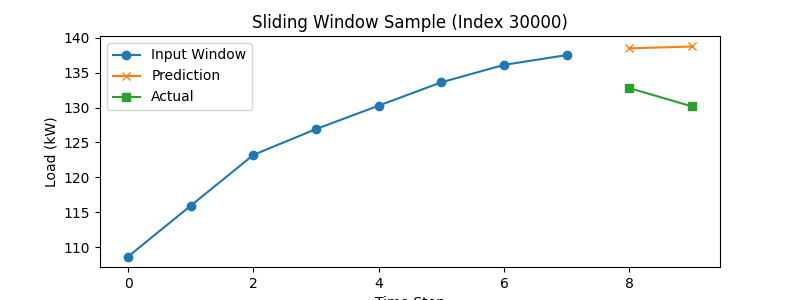 Sliding Window Sample (Index 30000)
140
135
130
125
120
115
110
Load (kW)
Input Window
Prediction
Actual
0
2
4
6
8
Time Step